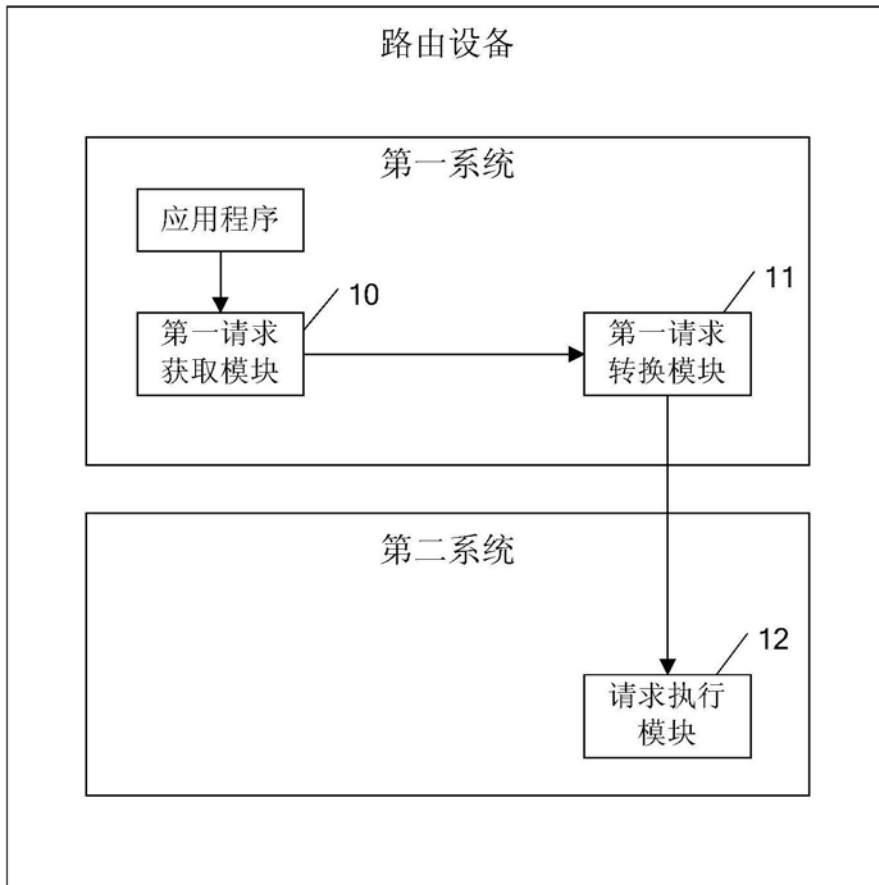 路由设备
第一系统
应用程序
10
第一请求
获取模块
11
第一请求
转换模块
第二系统
12
请求执行
模块